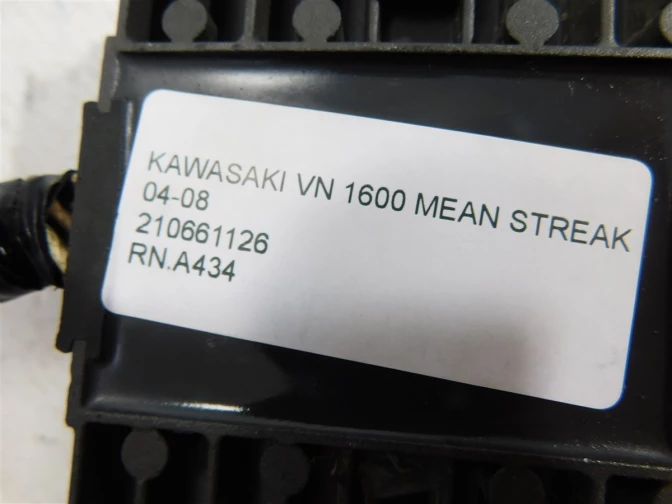 KAWASAKI VN 1600 MEAN STREAK
04-08
210661126
RN.A434